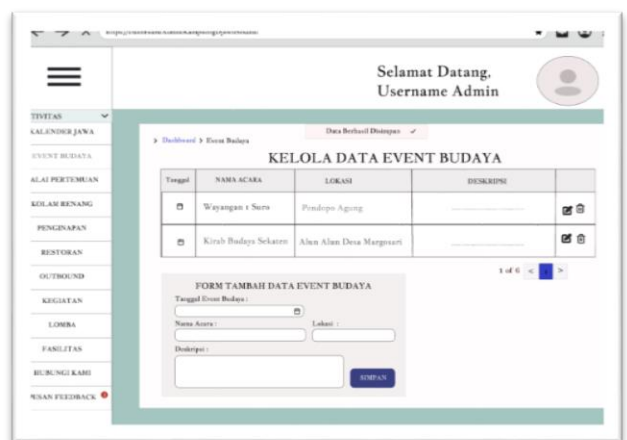 Selamat Datang,
Username Admin
TIVITAS
KALENDER JAWA
EVENT BUDAYA
ALAI PERTEMUAN
KOLAM RENANG
PENGINAPAN
RESTORAN
OUTBOUND
KEGIATAN
LOMBA
FASILITAS
HUBUNGI KAMI
PESAN FEEDBACK
> Dashboard > Event Budaya
Data Berhasil Disimpan
KELOLA DATA EVENT BUDAYA
Tanggal NAMA ACARA LOKASI DESKRIPSI
Wayangan 1 Suro Pendopo Agung
Kirab Budaya Sekaten Alun Alun Desa Margosari
1 of 6 < 1 >
FORM TAMBAH DATA EVENT BUDAYA
Tanggal Event Budaya :
Nama Acara : Lokasi :
Deskripsi :
SIMPAN